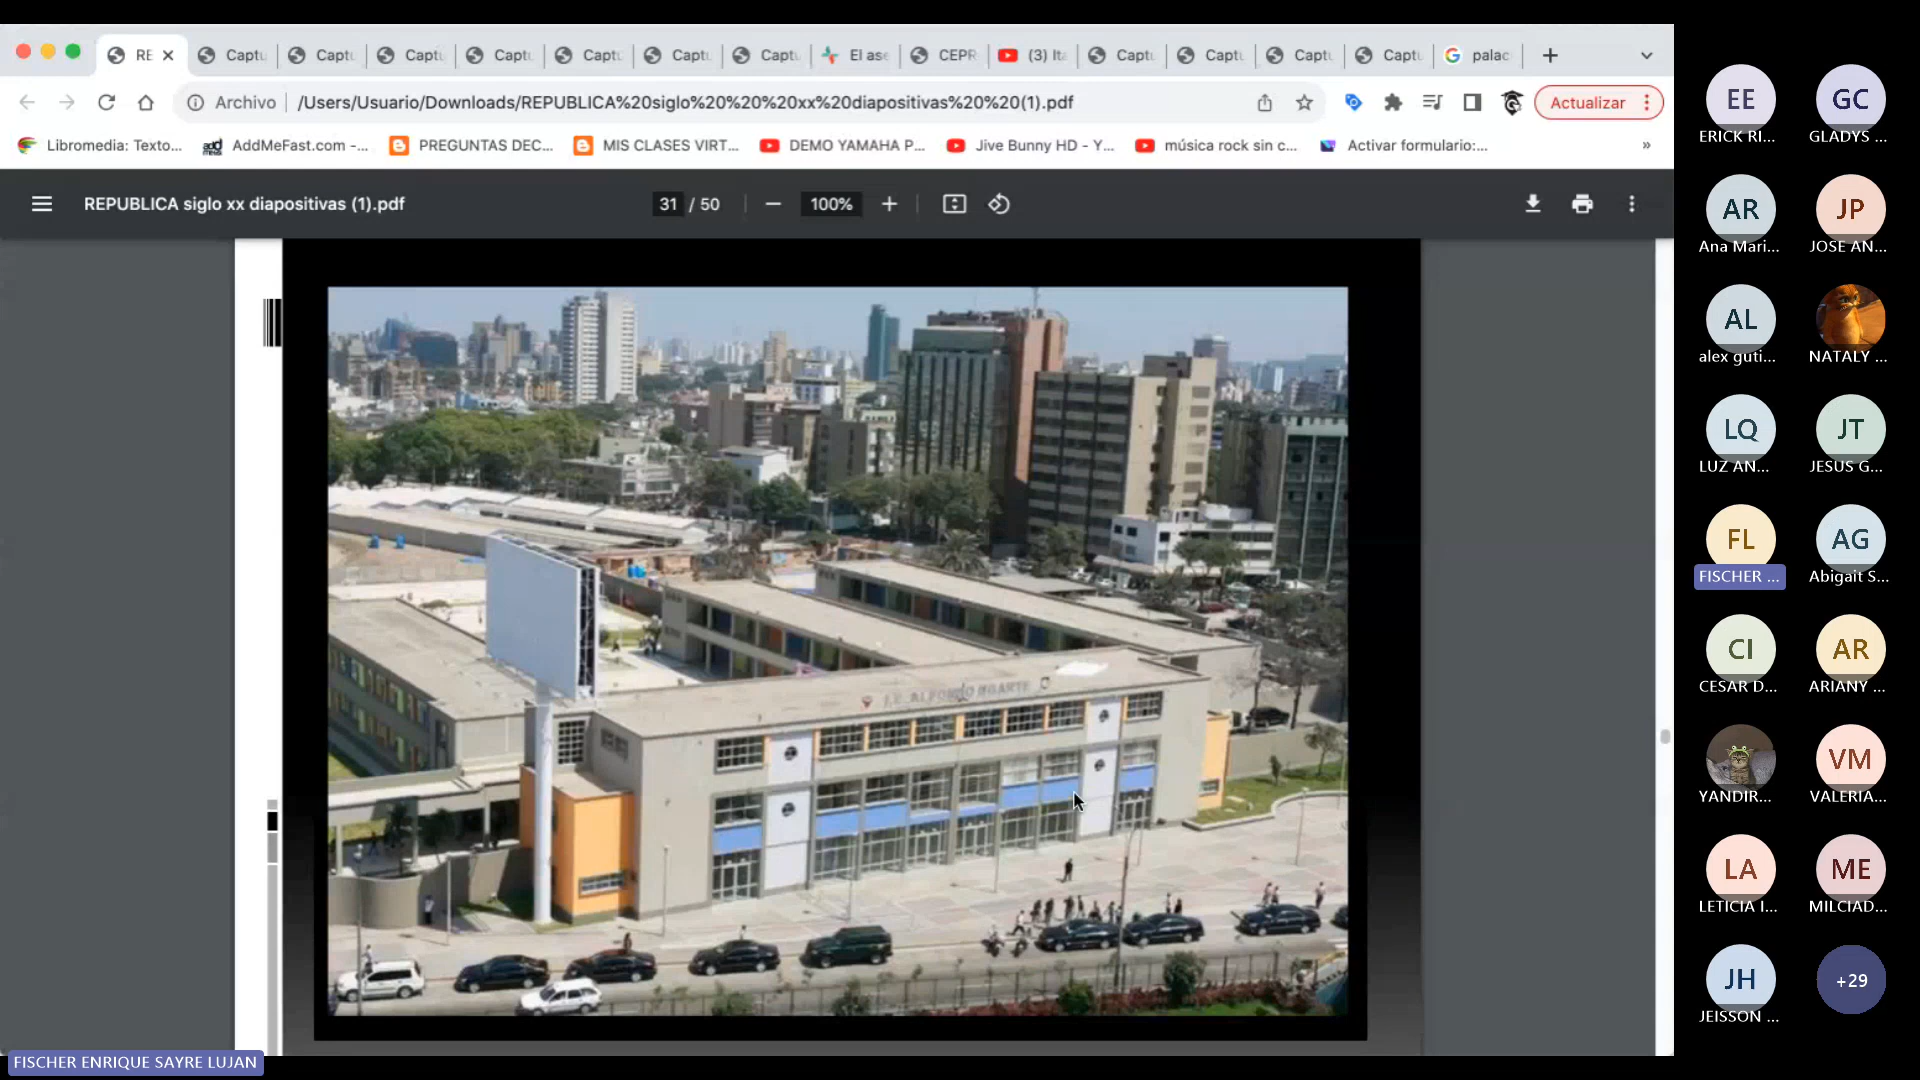 RE
Captu
Captu
Captu
Captu
Captu
Captu
Captu
El ase
CEPR
(3) Ita
Captu
Captu
Captu
Captu
palac
Archivo
/Users/Usuario/Downloads/REPUBLICA%20siglo%20%20%20xx%20diapositivas%20%20(1).pdf
Actualizar
Libromedia: Texto...
add
AddMeFast.com -...
PREGUNTAS DEC...
MIS CLASES VIRT...
DEMO YAMAHA P...
Jive Bunny HD - Y...
música rock sin c...
Activar formulario:...
»
REPUBLICA siglo xx diapositivas (1).pdf
31 / 50
100%
I.E. ALFONSO UGARTE
EE
ERICK RI...
GC
GLADYS ...
AR
Ana Mari...
JP
JOSE AN...
AL
alex guti...
NATALY ...
LQ
LUZ AN...
JT
JESUS G...
FL
FISCHER ...
AG
Abigait S...
CI
CESAR D...
AR
ARIANY ...
YANDIR...
VM
VALERIA...
LA
LETICIA I...
ME
MILCIAD...
JH
JEISSON ...
+29
FISCHER ENRIQUE SAYRE LUJAN